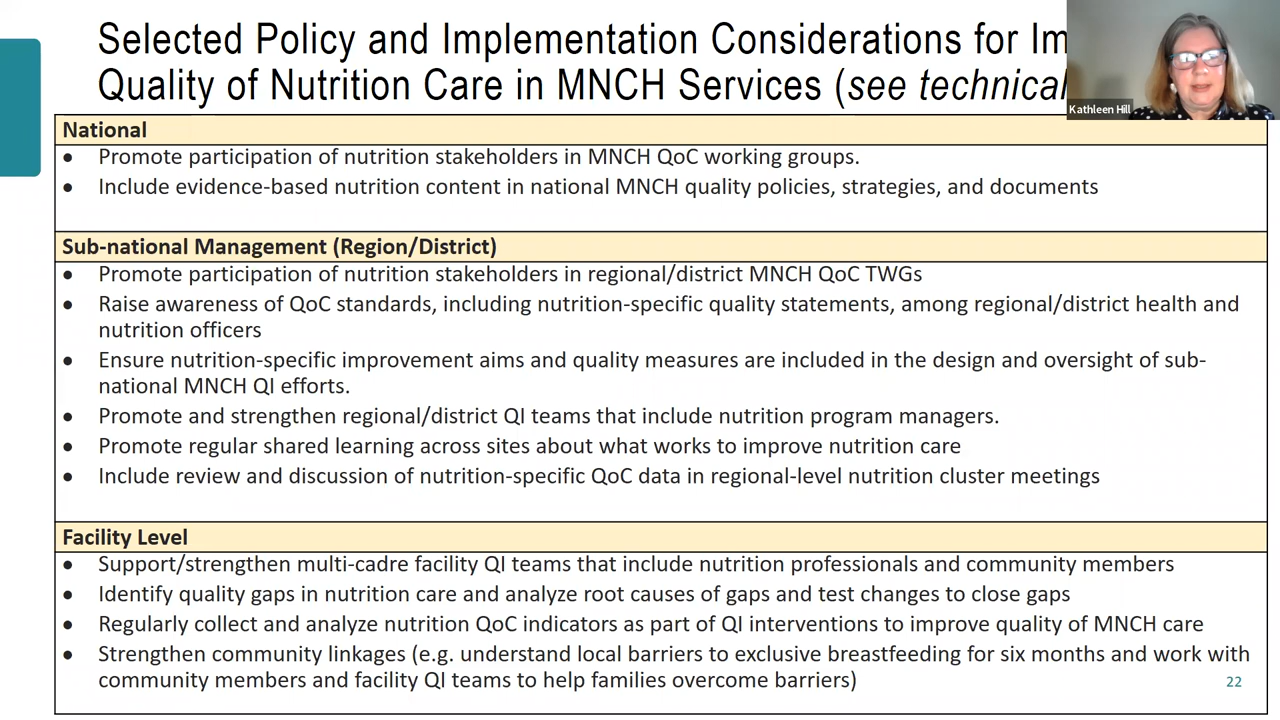 Selected Policy and Implementation Considerations for Im
Quality of Nutrition Care in MNCH Services (see technical
Kathleen Hill
National
• Promote participation of nutrition stakeholders in MNCH QoC working groups.
• Include evidence-based nutrition content in national MNCH quality policies, strategies, and documents
Sub-national Management (Region/District)
• Promote participation of nutrition stakeholders in regional/district MNCH QoC TWGs
• Raise awareness of QoC standards, including nutrition-specific quality statements, among regional/district health and
nutrition officers
• Ensure nutrition-specific improvement aims and quality measures are included in the design and oversight of sub-
national MNCH QI efforts.
• Promote and strengthen regional/district QI teams that include nutrition program managers.
• Promote regular shared learning across sites about what works to improve nutrition care
• Include review and discussion of nutrition-specific QoC data in regional-level nutrition cluster meetings
Facility Level
• Support/strengthen multi-cadre facility QI teams that include nutrition professionals and community members
• Identify quality gaps in nutrition care and analyze root causes of gaps and test changes to close gaps
• Regularly collect and analyze nutrition QoC indicators as part of QI interventions to improve quality of MNCH care
• Strengthen community linkages (e.g. understand local barriers to exclusive breastfeeding for six months and work with
community members and facility QI teams to help families overcome barriers)
22